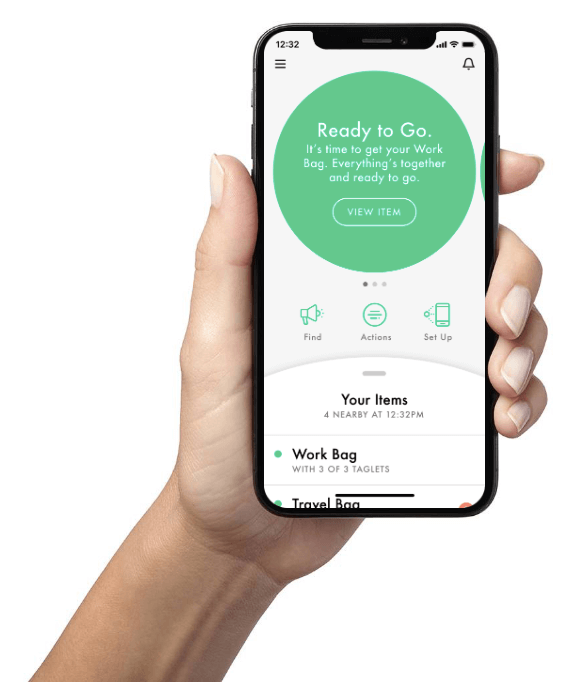 12:32
Ready to Go.
It's time to get your Work
Bag. Everything's together
and ready to go.
VIEW ITEM
Find Actions Set Up
Your Items
4 NEARBY AT 12:32PM
Work Bag
WITH 3 OF 3 TAGLETS
Travel Bag